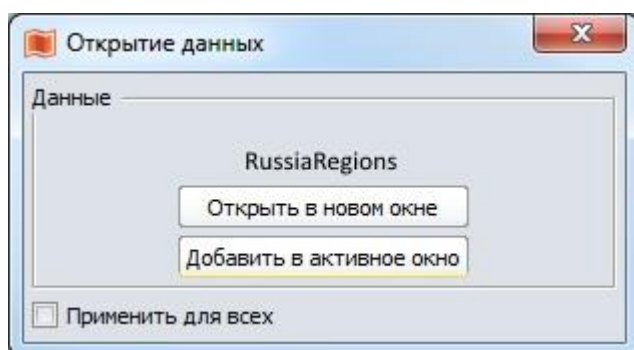 Открытие данных
Данные
RussiaRegions
Открыть в новом окне
Добавить в активное окно
Применить для всех